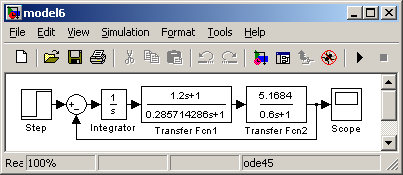 model6
File Edit View Simulation Format Tools Help
1
s
1.2s+1
0.285714286s+1
5.1684
0.6s+1
Step
Integrator
Transfer Fcn1
Transfer Fcn2
Scope
Rea 100% ode45